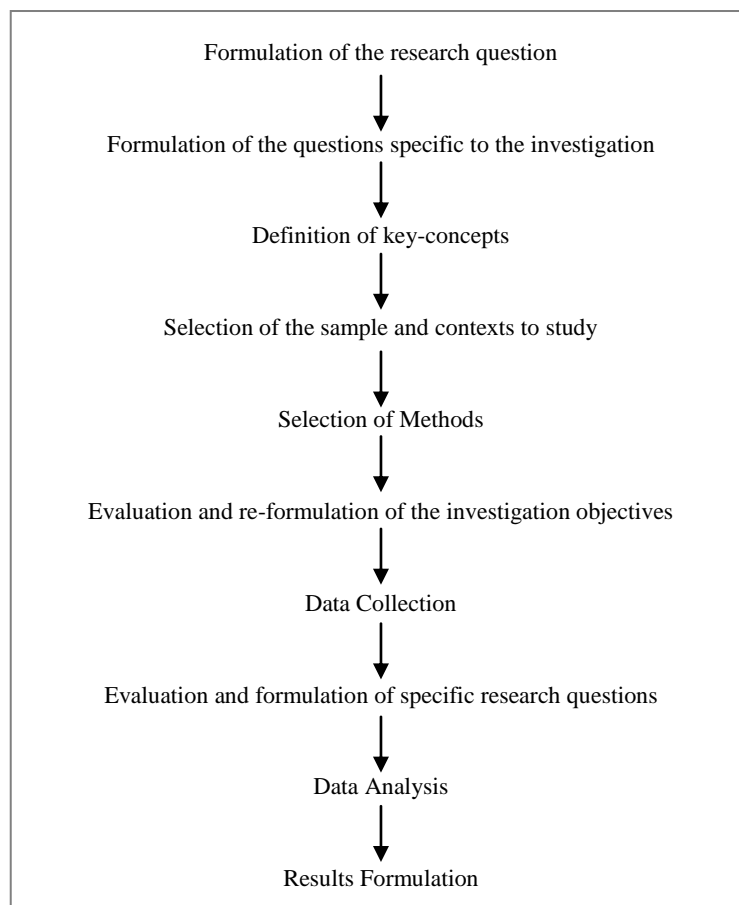 Formulation of the research question
Formulation of the questions specific to the investigation
Definition of key-concepts
Selection of the sample and contexts to study
Selection of Methods
Evaluation and re-formulation of the investigation objectives
Data Collection
Evaluation and formulation of specific research questions
Data Analysis
Results Formulation